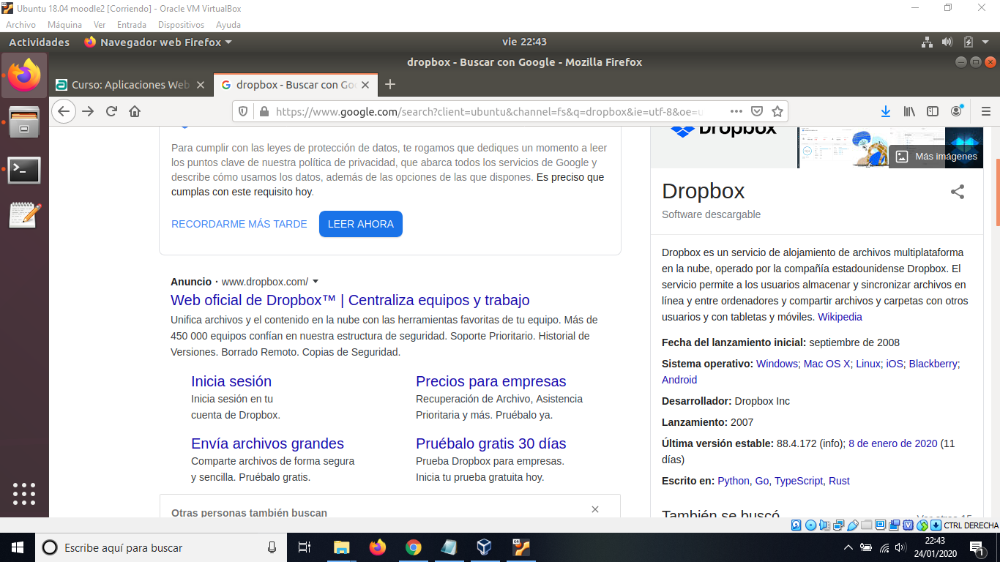 Ubuntu 18.04 moodle2 [Corriendo] - Oracle VM VirtualBox
Archivo Máquina Ver Entrada Dispositivos Ayuda
Actividades Navegador web Firefox vie 22:43
dropbox - Buscar con Google - Mozilla Firefox
Curso: Aplicaciones Web dropbox - Buscar con Goo
https://www.google.com/search?client=ubuntu&channel=fs&q=dropbox&ie=utf-8&oe=u
Para cumplir con las leyes de protección de datos, te rogamos que dediques un momento a leer
los puntos clave de nuestra política de privacidad, que abarca todos los servicios de Google y
describe cómo usamos los datos, además de las opciones de las que dispones. Es preciso que
cumplas con este requisito hoy.
RECORDARME MÁS TARDE LEER AHORA
Anuncio · www.dropbox.com/
Web oficial de Dropbox™ | Centraliza equipos y trabajo
Unifica archivos y el contenido en la nube con las herramientas favoritas de tu equipo. Más de
450 000 equipos confían en nuestra estructura de seguridad. Soporte Prioritario. Historial de
Versiones. Borrado Remoto. Copias de Seguridad.
Inicia sesión
Inicia sesión en tu
cuenta de Dropbox.
Precios para empresas
Recuperación de Archivo, Asistencia
Prioritaria y más. Pruébalo ya.
Envía archivos grandes
Comparte archivos de forma segura
y sencilla. Pruébalo gratis.
Pruébalo gratis 30 días
Prueba Dropbox para empresas.
Inicia tu prueba gratuita hoy.
Otras personas también buscan
Dropbox
Más imágenes
Dropbox
Software descargable
Dropbox es un servicio de alojamiento de archivos multiplataforma
en la nube, operado por la compañía estadounidense Dropbox. El
servicio permite a los usuarios almacenar y sincronizar archivos en
línea y entre ordenadores y compartir archivos y carpetas con otros
usuarios y con tabletas y móviles. Wikipedia
Fecha del lanzamiento inicial: septiembre de 2008
Sistema operativo: Windows; Mac OS X; Linux; iOS; Blackberry;
Android
Desarrollador: Dropbox Inc
Lanzamiento: 2007
Última versión estable: 88.4.172 (info); 8 de enero de 2020 (11
días)
Escrito en: Python, Go, TypeScript, Rust
También se buscó Ver otros 15
CTRL DERECHA
Escribe aquí para buscar
22:43
24/01/2020
1